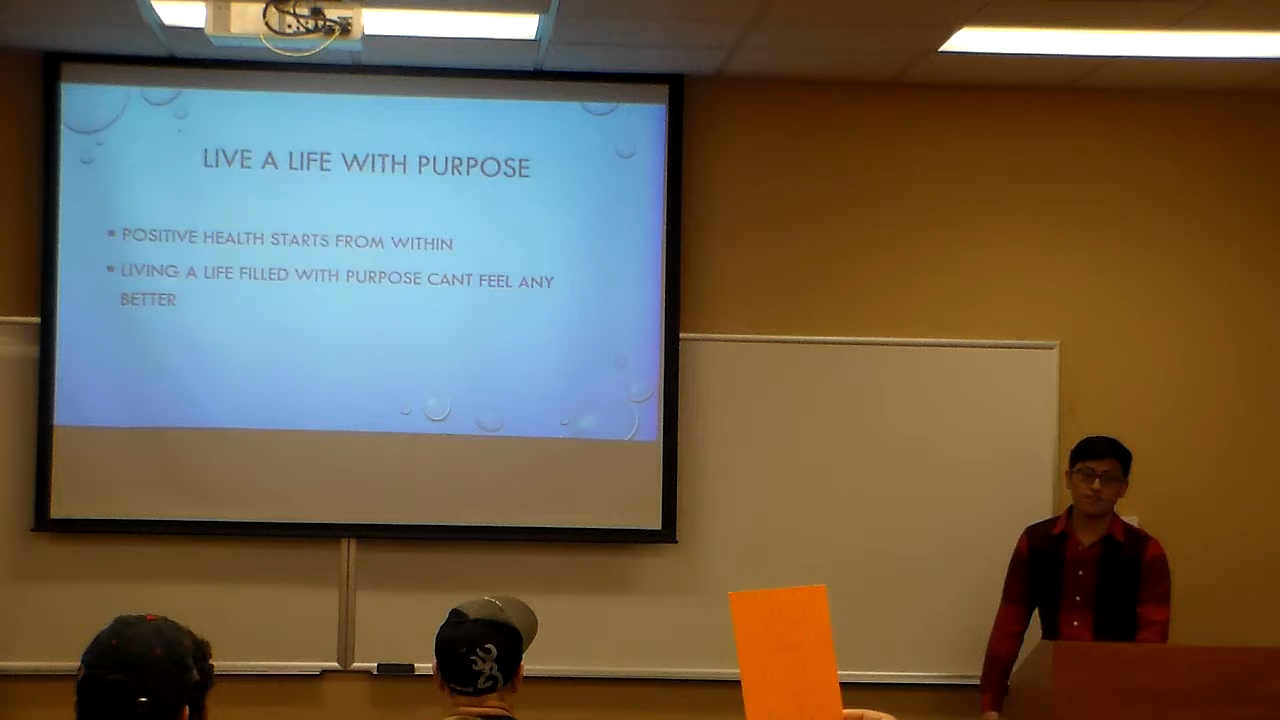 LIVE A LIFE WITH PURPOSE
▪ POSITIVE HEALTH STARTS FROM WITHIN
▪ LIVING A LIFE FILLED WITH PURPOSE CANT FEEL ANY
BETTER